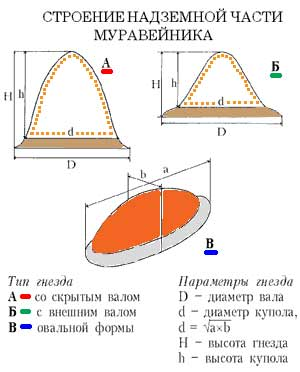 СТРОЕНИЕ НАДЗЕМНОЙ ЧАСТИ
МУРАВЕЙНИКА
А
H
h
d
D
Б
H
h
d
D
b
a
В
Тип гнезда
А со скрытым валом
Б с внешним валом
В овальной формы
Параметры гнезда
D – диаметр вала
d – диаметр купола,
d = √a×b
H – высота гнезда
h – высота купола